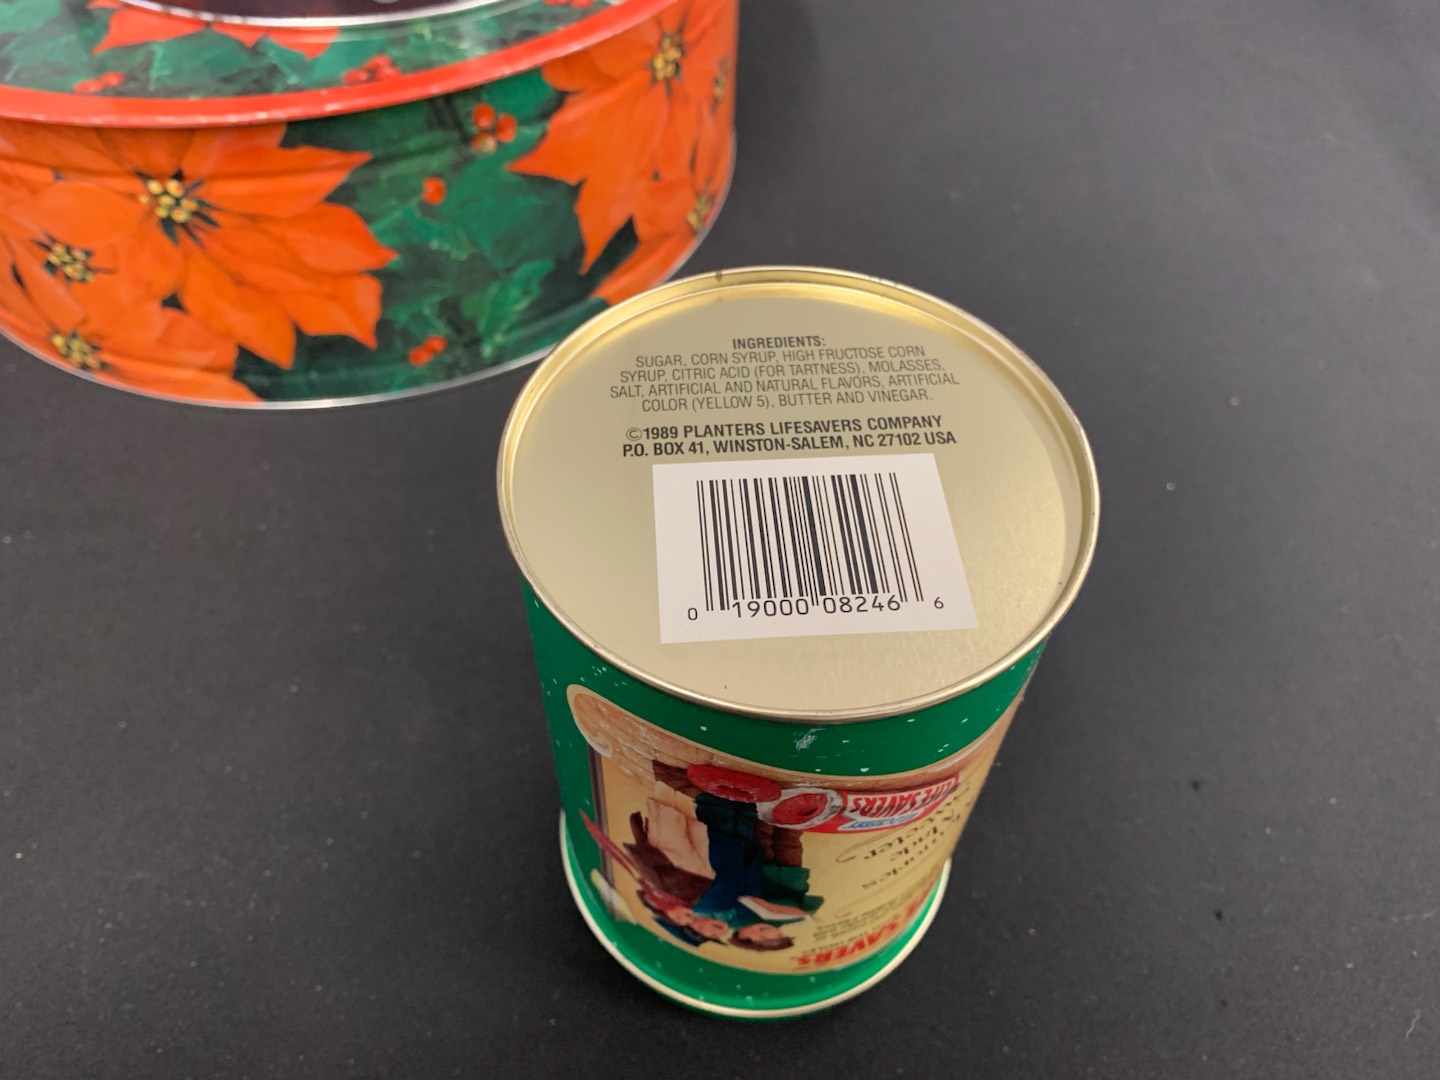 INGREDIENTS:
SUGAR, CORN SYRUP, HIGH FRUCTOSE CORN
SYRUP, CITRIC ACID (FOR TARTNESS), MOLASSES,
SALT, ARTIFICIAL AND NATURAL FLAVORS, ARTIFICIAL
COLOR (YELLOW 5), BUTTER AND VINEGAR.
©1989 PLANTERS LIFESAVERS COMPANY
P.O. BOX 41, WINSTON-SALEM, NC 27102 USA
0 19000 08246 6
LIFE SAVERS
SAVERS